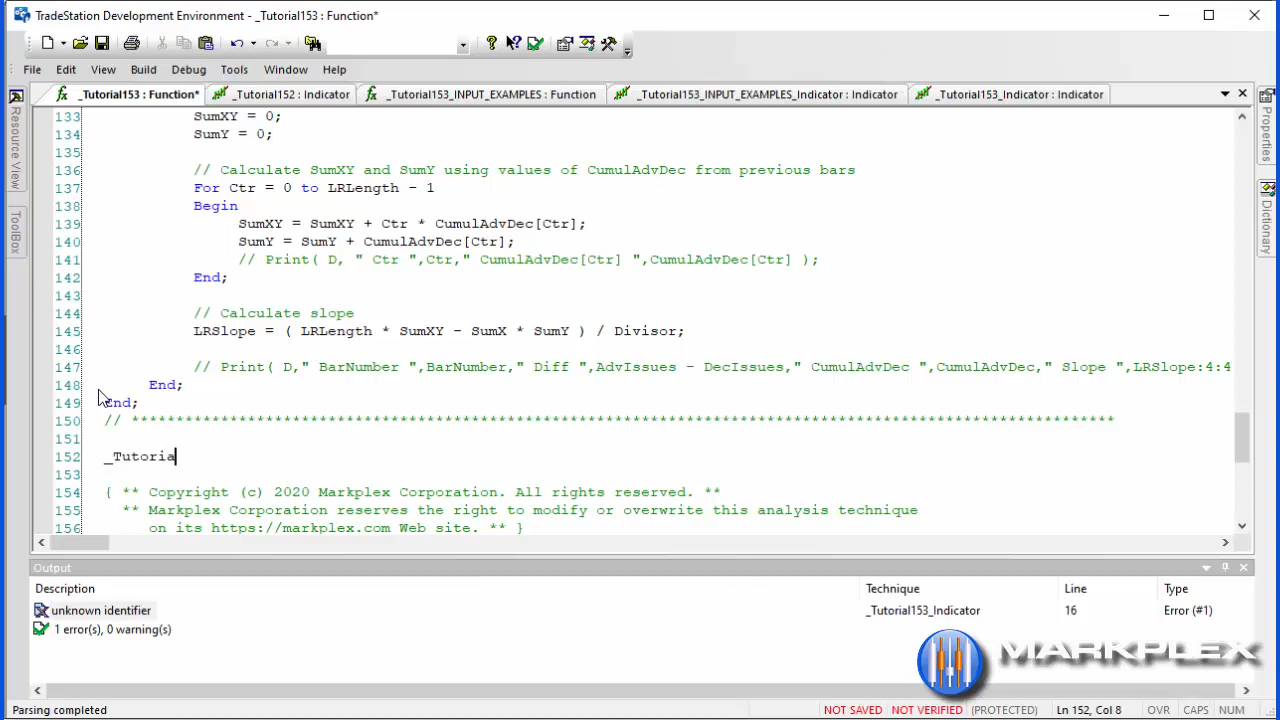 TradeStation Development Environment - _Tutorial153 : Function*
File Edit View Build Debug Tools Window Help
_Tutorial153 : Function* _Tutorial152 : Indicator _Tutorial153_INPUT_EXAMPLES : Function _Tutorial153_INPUT_EXAMPLES_Indicator : Indicator _Tutorial153_Indicator : Indicator
Resource View
ToolBox
Properties
Dictionary
133 SumXY = 0;
134 SumY = 0;
135
136 // Calculate SumXY and SumY using values of CumulAdvDec from previous bars
137 For Ctr = 0 to LRLength - 1
138 Begin
139 SumXY = SumXY + Ctr * CumulAdvDec[Ctr];
140 SumY = SumY + CumulAdvDec[Ctr];
141 // Print( D, " Ctr ",Ctr," CumulAdvDec[Ctr] ",CumulAdvDec[Ctr] );
142 End;
143
144 // Calculate slope
145 LRSlope = ( LRLength * SumXY - SumX * SumY ) / Divisor;
146
147 // Print( D," BarNumber ",BarNumber," Diff ",AdvIssues - DecIssues," CumulAdvDec ",CumulAdvDec," Slope ",LRSlope:4:4
148 End;
149 End;
150 // ***************************************************************************************************************
151
152 _Tutoria
153
154 { ** Copyright (c) 2020 Markplex Corporation. All rights reserved. **
155 ** Markplex Corporation reserves the right to modify or overwrite this analysis technique
156 on its https://markplex.com Web site. ** }
Output
Description Technique Line Type
unknown identifier _Tutorial153_Indicator 16 Error (#1)
1 error(s), 0 warning(s)
MARKPLEX
Parsing completed NOT SAVED NOT VERIFIED (PROTECTED) Ln 152, Col 8 OVR CAPS NUM